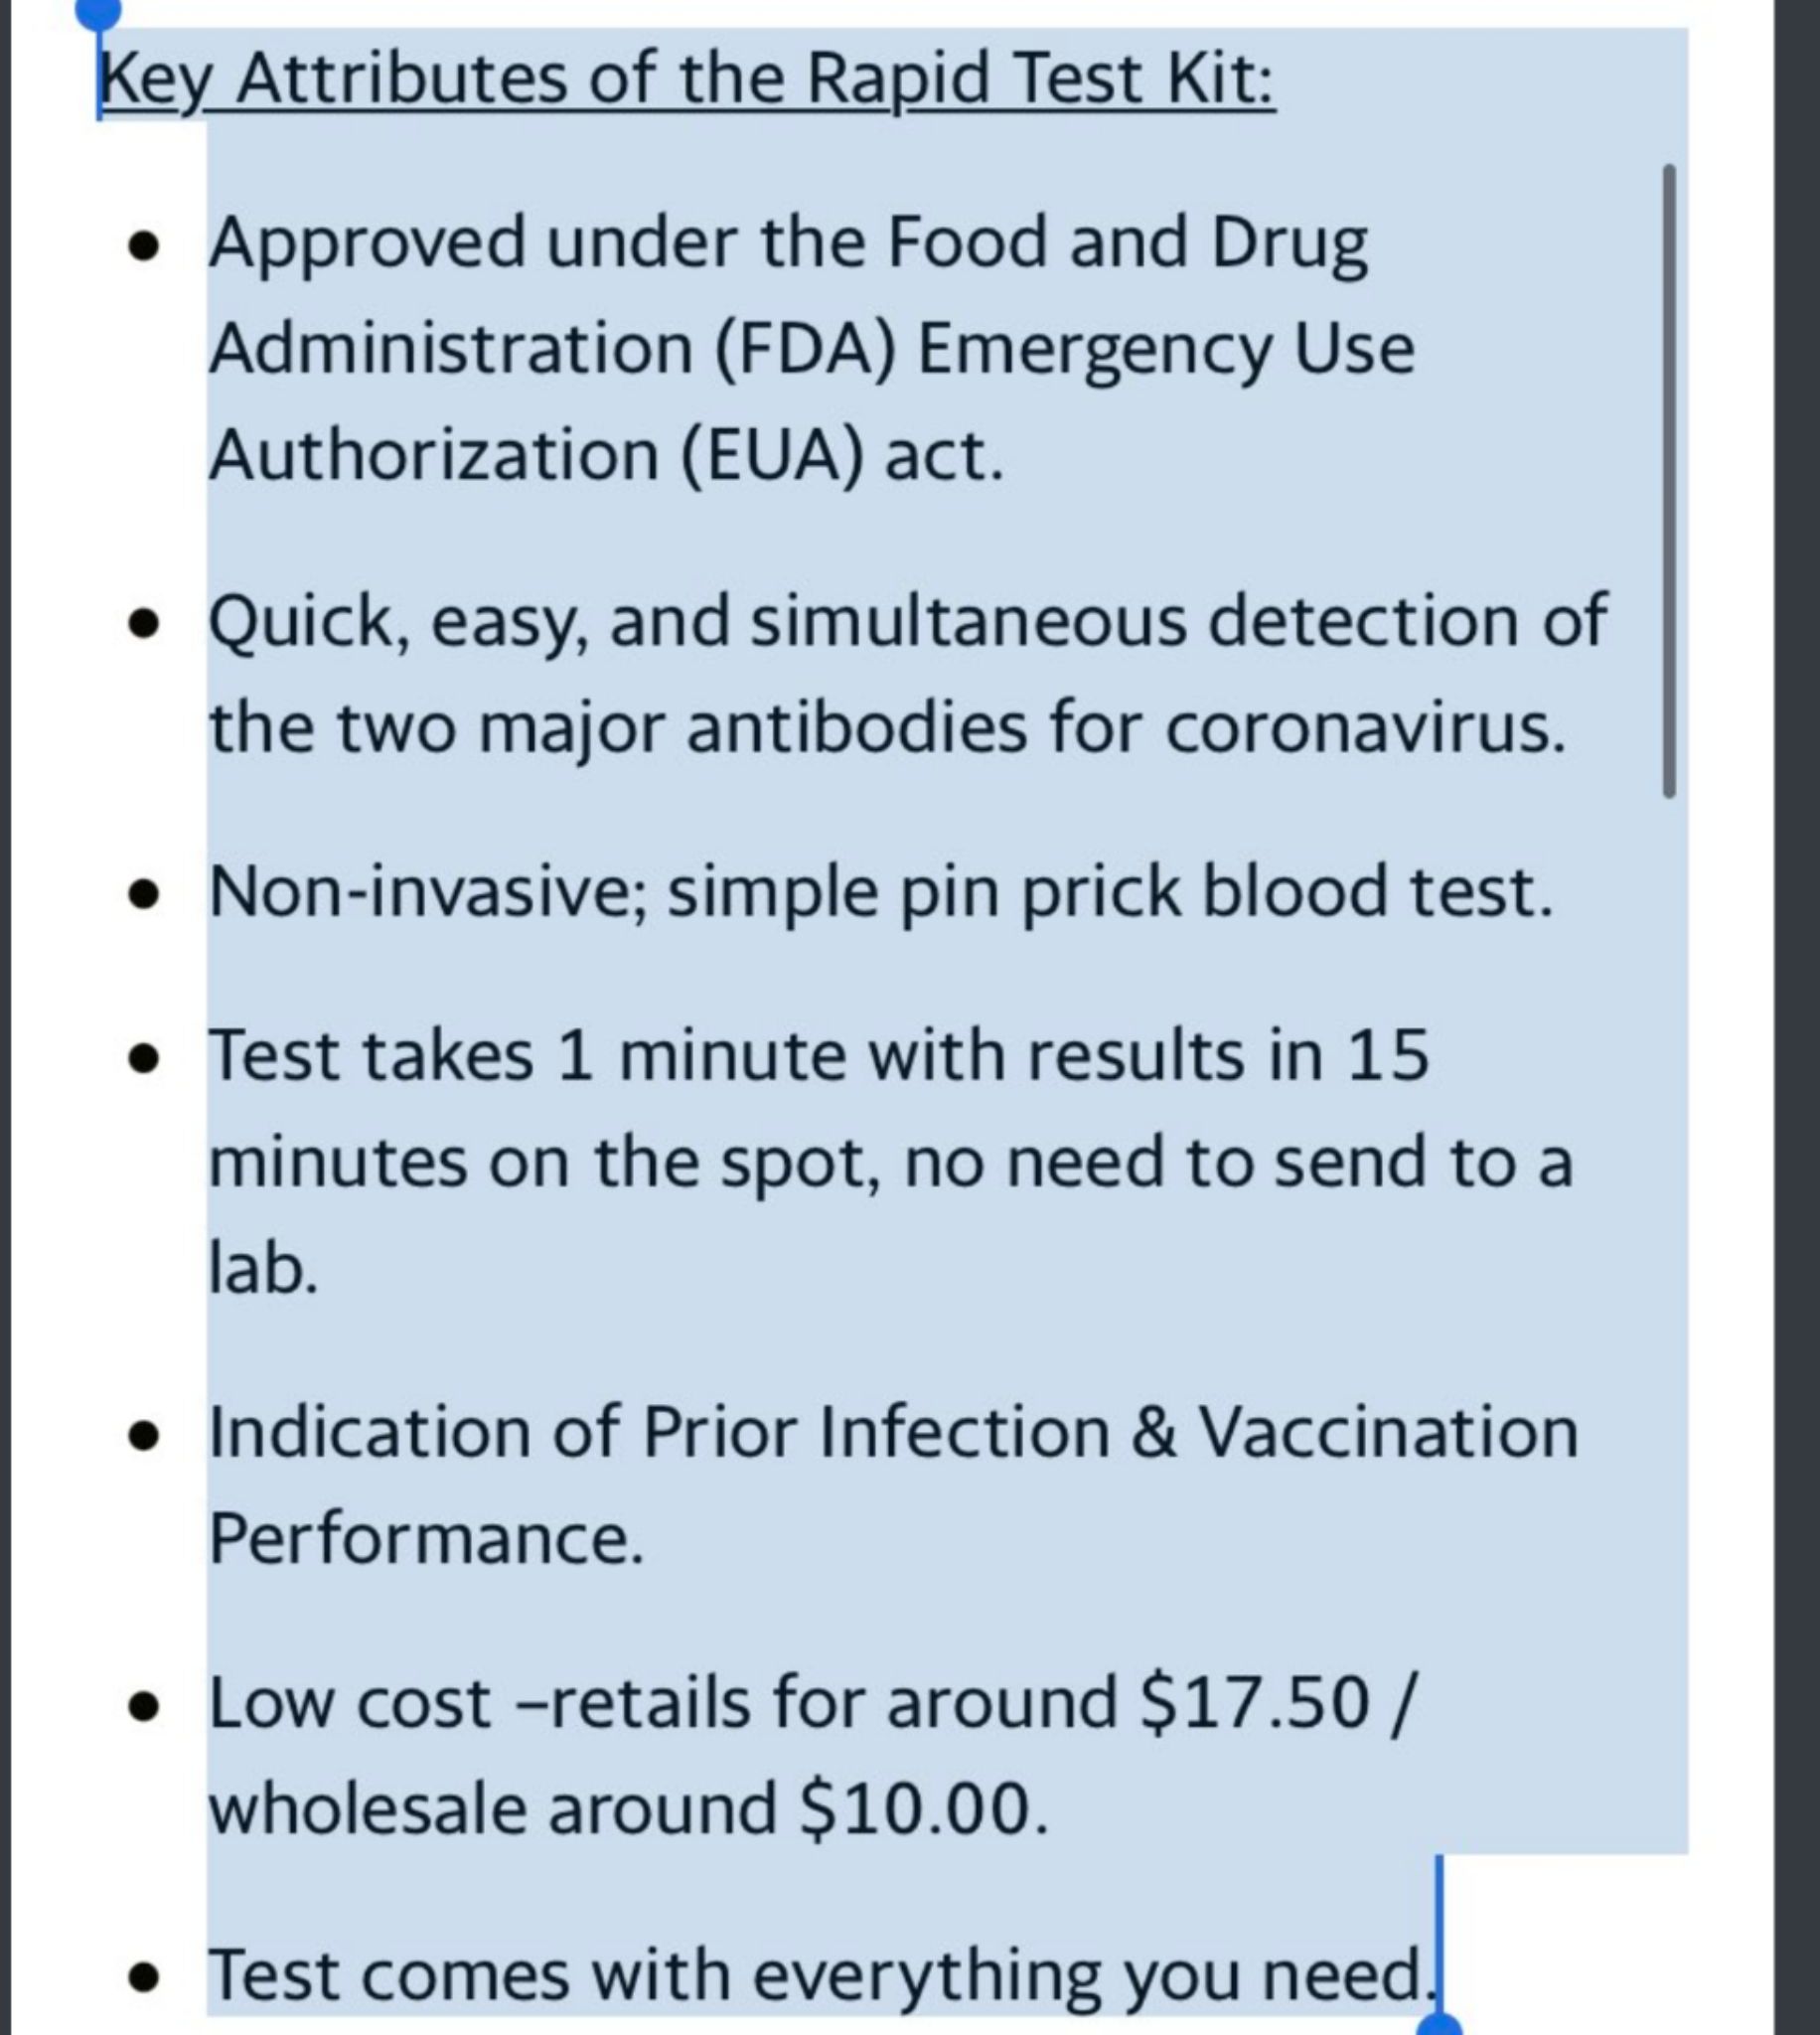 Key Attributes of the Rapid Test Kit:
• Approved under the Food and Drug
Administration (FDA) Emergency Use
Authorization (EUA) act.
• Quick, easy, and simultaneous detection of
the two major antibodies for coronavirus.
• Non-invasive; simple pin prick blood test.
• Test takes 1 minute with results in 15
minutes on the spot, no need to send to a
lab.
• Indication of Prior Infection & Vaccination
Performance.
• Low cost –retails for around $17.50 /
wholesale around $10.00.
• Test comes with everything you need.